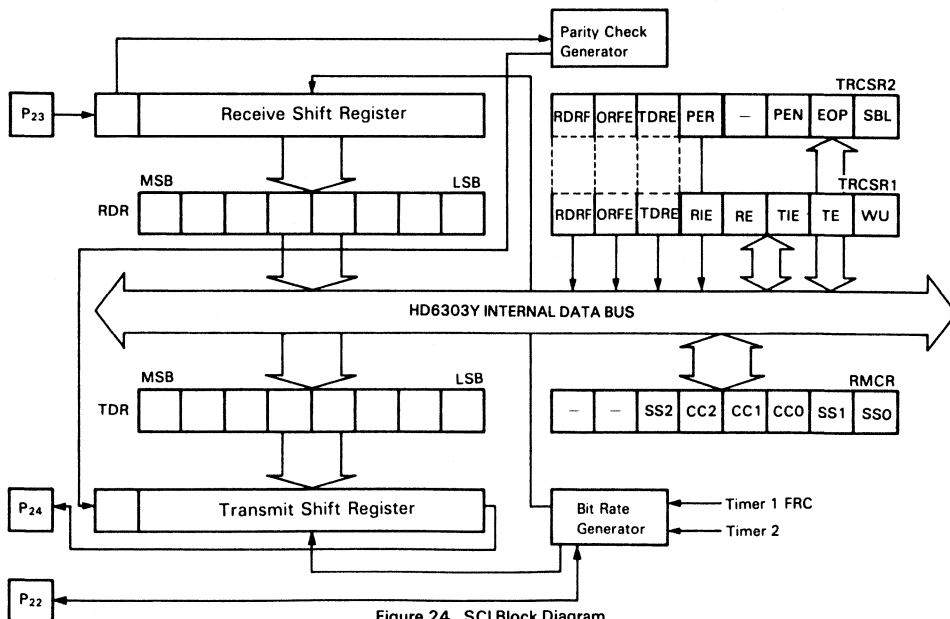 Parity Check
Generator
TRCSR2
P23
Receive Shift Register
RDRF ORFE TDRE PER – PEN EOP SBL
TRCSR1
MSB LSB
RDR
RDRF ORFE TDRE RIE RE TIE TE WU
HD6303Y INTERNAL DATA BUS
MSB LSB
RMCR
TDR
– – SS2 CC2 CC1 CC0 SS1 SS0
P24
Transmit Shift Register
Bit Rate
Generator
Timer 1 FRC
Timer 2
P22
Figure 24 SCI Block Diagram